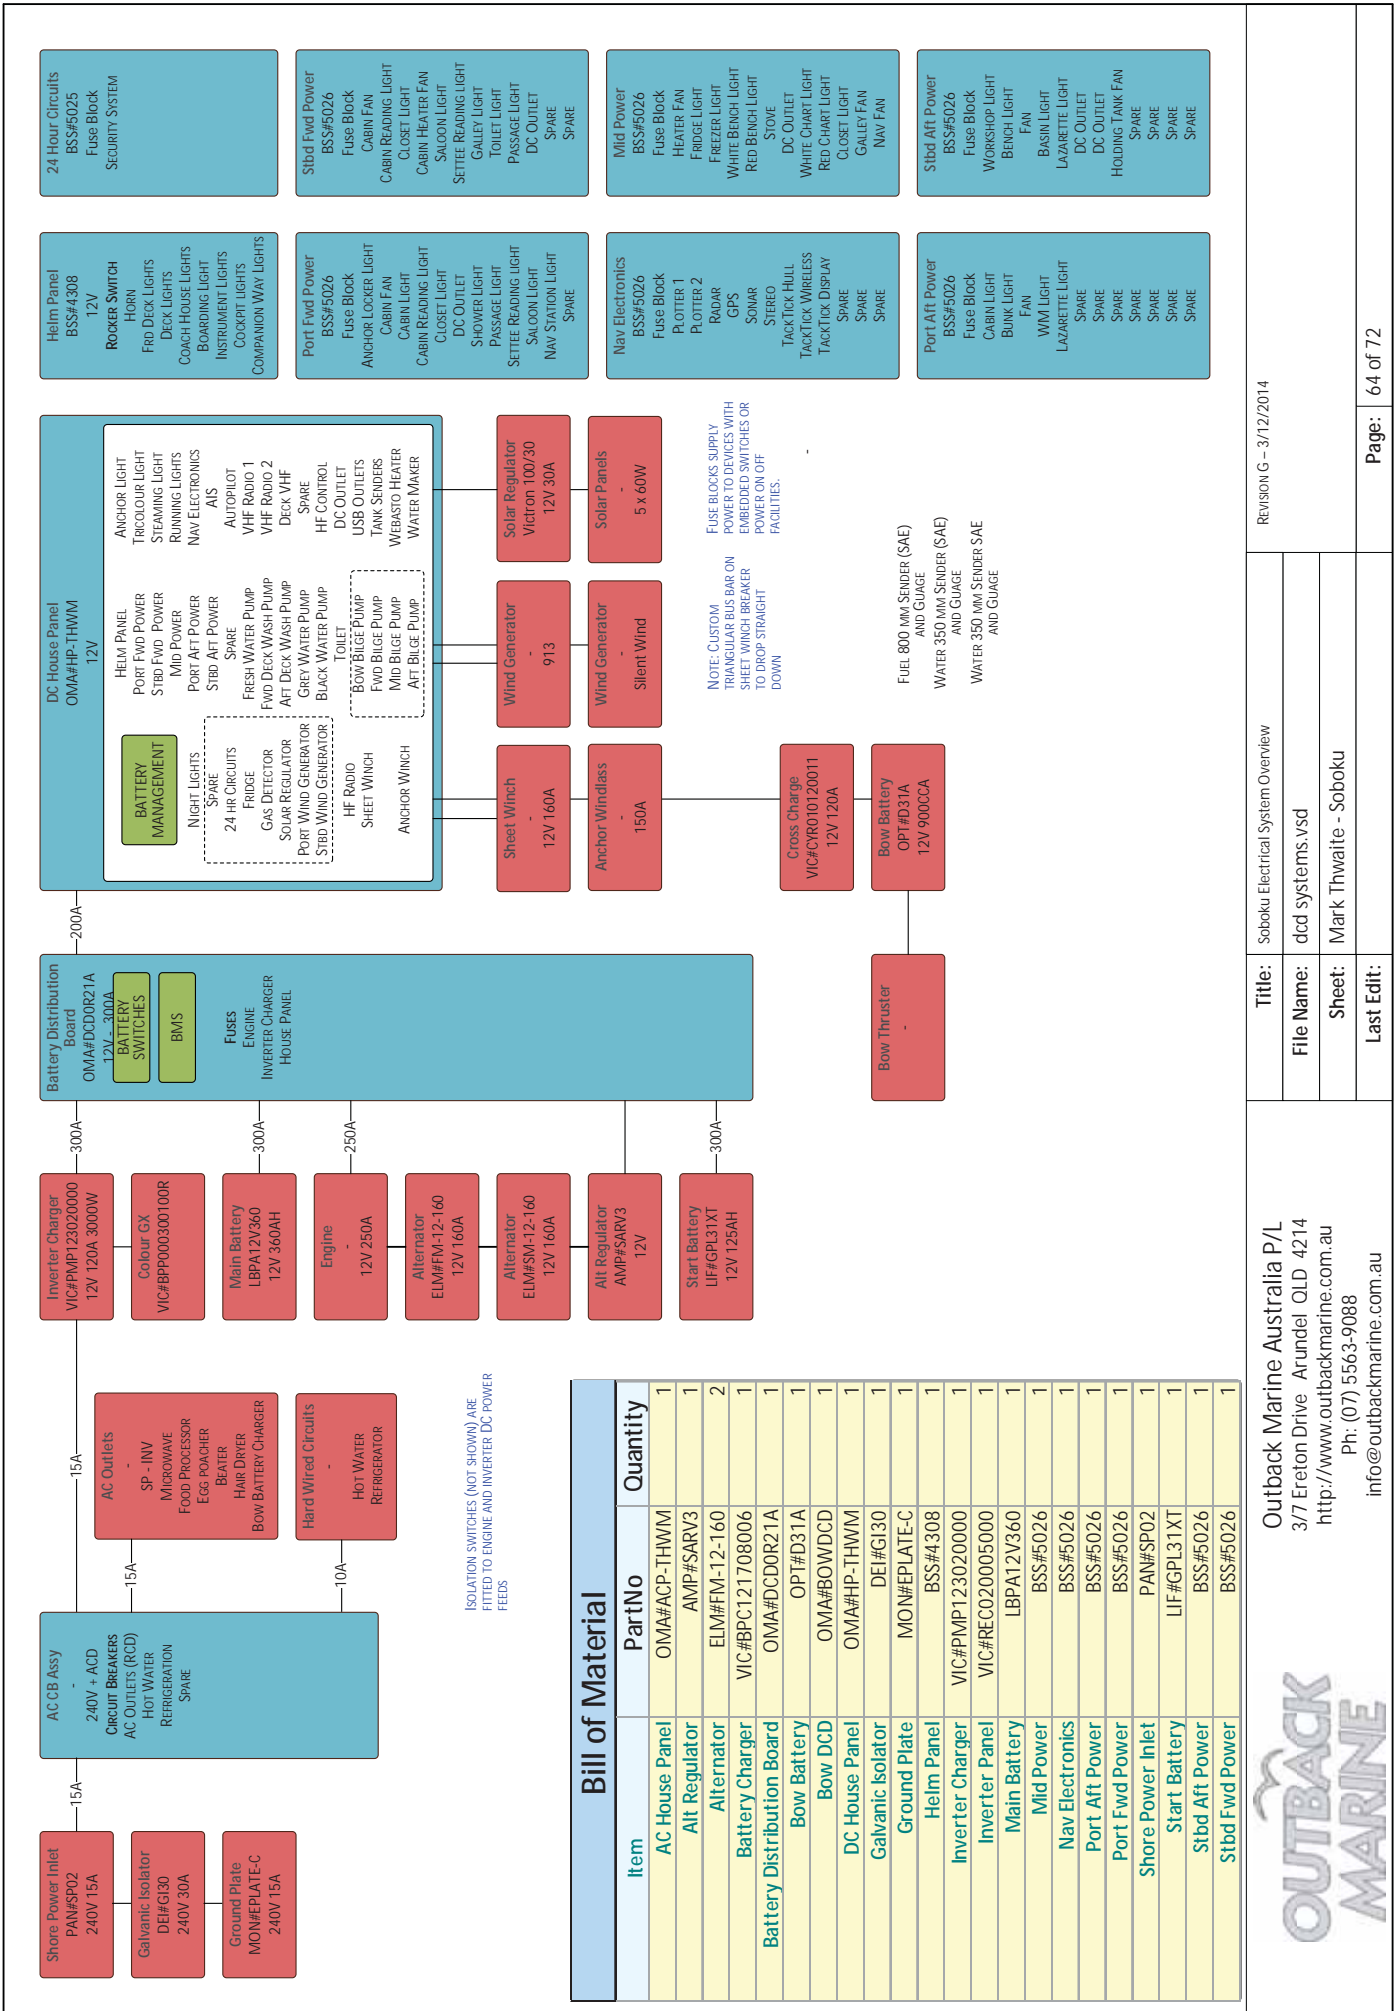 Shore Power Inlet
PAN#SP02
240V 15A
Galvanic Isolator
DEI#GI30
240V 30A
Ground Plate
MON#EPLATE-C
240V 15A
15A
AC CB Assy
-
240V + ACD
CIRCUIT BREAKERS
AC OUTLETS (RCD)
HOT WATER
REFRIGERATION
SPARE
15A
15A
10A
AC Outlets
-
SP - INV
MICROWAVE
FOOD PROCESSOR
EGG POACHER
BEATER
HAIR DRYER
BOW BATTERY CHARGER
Hard Wired Circuits
-
HOT WATER
REFRIGERATOR
ISOLATION SWITCHES (NOT SHOWN) ARE
FITTED TO ENGINE AND INVERTER DC POWER
FEEDS
Inverter Charger
VIC#PMP123020000
12V 120A 3000W
Colour GX
VIC#BPP000300100R
Main Battery
LBPA12V360
12V 360AH
Engine
-
12V 250A
Alternator
ELM#FM-12-160
12V 160A
Alternator
ELM#SM-12-160
12V 160A
Alt Regulator
AMP#SARV3
12V
Start Battery
LIF#GPL31XT
12V 125AH
300A
300A
250A
300A
Battery Distribution
Board
OMA#DCD0R21A
12V - 300A
BATTERY
SWITCHES
BMS
FUSES
ENGINE
INVERTER CHARGER
HOUSE PANEL
200A
DC House Panel
OMA#HP-THWM
12V
BATTERY
MANAGEMENT
NIGHT LIGHTS
SPARE
24 HR CIRCUITS
FRIDGE
GAS DETECTOR
SOLAR REGULATOR
PORT WIND GENERATOR
STBD WIND GENERATOR
HF RADIO
SHEET WINCH
ANCHOR WINCH
HELM PANEL
PORT FWD POWER
STBD FWD POWER
MID POWER
PORT AFT POWER
STBD AFT POWER
SPARE
FRESH WATER PUMP
FWD DECK WASH PUMP
AFT DECK WASH PUMP
GREY WATER PUMP
BLACK WATER PUMP
TOILET
BOW BILGE PUMP
FWD BILGE PUMP
MID BILGE PUMP
AFT BILGE PUMP
ANCHOR LIGHT
TRICOLOUR LIGHT
STEAMING LIGHT
RUNNING LIGHTS
NAV ELECTRONICS
AIS
AUTOPILOT
VHF RADIO 1
VHF RADIO 2
DECK VHF
SPARE
HF CONTROL
DC OUTLET
USB OUTLETS
TANK SENDERS
WEBASTO HEATER
WATER MAKER
Sheet Winch
-
12V 160A
Anchor Windlass
-
150A
Wind Generator
-
913
Wind Generator
-
Silent Wind
Solar Regulator
Victron 100/30
12V 30A
Solar Panels
-
5 x 60W
NOTE: CUSTOM
TRIANGULAR BUS BAR ON
SHEET WINCH BREAKER
TO DROP STRAIGHT
DOWN
FUSE BLOCKS SUPPLY
POWER TO DEVICES WITH
EMBEDDED SWITCHES OR
POWER ON OFF
FACILITIES.
-
Cross Charge
VIC#CYR010120011
12V 120A
Bow Battery
OPT#D31A
12V 900CCA
Bow Thruster
-
FUEL 800 MM SENDER (SAE)
AND GUAGE
WATER 350 MM SENDER (SAE)
AND GUAGE
WATER 350 MM SENDER SAE
AND GUAGE
Helm Panel
BSS#4308
12V
ROCKER SWITCH
HORN
FRD DECK LIGHTS
DECK LIGHTS
COACH HOUSE LIGHTS
BOARDING LIGHT
INSTRUMENT LIGHTS
COCKPIT LIGHTS
COMPANION WAY LIGHTS
24 Hour Circuits
BSS#5025
Fuse Block
SECURITY SYSTEM
Port Fwd Power
BSS#5026
Fuse Block
ANCHOR LOCKER LIGHT
CABIN FAN
CABIN LIGHT
CABIN READING LIGHT
CLOSET LIGHT
DC OUTLET
SHOWER LIGHT
PASSAGE LIGHT
SETTEE READING LIGHT
SALOON LIGHT
NAV STATION LIGHT
SPARE
Stbd Fwd Power
BSS#5026
Fuse Block
CABIN FAN
CABIN READING LIGHT
CLOSET LIGHT
CABIN HEATER FAN
SALOON LIGHT
SETTEE READING LIGHT
GALLEY LIGHT
TOILET LIGHT
PASSAGE LIGHT
DC OUTLET
SPARE
SPARE
Nav Electronics
BSS#5026
Fuse Block
PLOTTER 1
PLOTTER 2
RADAR
GPS
SONAR
STEREO
TACKTICK HULL
TACKTICK WIRELESS
TACKTICK DISPLAY
SPARE
SPARE
SPARE
Mid Power
BSS#5026
Fuse Block
HEATER FAN
FRIDGE LIGHT
FREEZER LIGHT
WHITE BENCH LIGHT
RED BENCH LIGHT
STOVE
DC OUTLET
WHITE CHART LIGHT
RED CHART LIGHT
CLOSET LIGHT
GALLEY FAN
NAV FAN
Port Aft Power
BSS#5026
Fuse Block
CABIN LIGHT
BUNK LIGHT
FAN
WM LIGHT
LAZARETTE LIGHT
SPARE
SPARE
SPARE
SPARE
SPARE
SPARE
SPARE
Stbd Aft Power
BSS#5026
Fuse Block
WORKSHOP LIGHT
BENCH LIGHT
FAN
BASIN LIGHT
LAZARETTE LIGHT
DC OUTLET
DC OUTLET
HOLDING TANK FAN
SPARE
SPARE
SPARE
SPARE
Bill of Material
Item PartNo Quantity
AC House Panel OMA#ACP-THWM 1
Alt Regulator AMP#SARV3 1
Alternator ELM#FM-12-160 2
Battery Charger VIC#BPC121708006 1
Battery Distribution Board OMA#DCD0R21A 1
Bow Battery OPT#D31A 1
Bow DCD OMA#BOWDCD 1
DC House Panel OMA#HP-THWM 1
Galvanic Isolator DEI#GI30 1
Ground Plate MON#EPLATE-C 1
Helm Panel BSS#4308 1
Inverter Charger VIC#PMP123020000 1
Inverter Panel VIC#REC020005000 1
Main Battery LBPA12V360 1
Mid Power BSS#5026 1
Nav Electronics BSS#5026 1
Port Aft Power BSS#5026 1
Port Fwd Power BSS#5026 1
Shore Power Inlet PAN#SP02 1
Start Battery LIF#GPL31XT 1
Stbd Aft Power BSS#5026 1
Stbd Fwd Power BSS#5026 1
OUTBACK
MARINE
Outback Marine Australia P/L
3/7 Ereton Drive Arundel QLD 4214
http://www.outbackmarine.com.au
Ph: (07) 5563-9088
info@outbackmarine.com.au
Title: Soboku Electrical System Overview
REVISION G – 3/12/2014
File Name: dcd systems.vsd
Sheet: Mark Thwaite - Soboku
Last Edit:
Page: 64 of 72